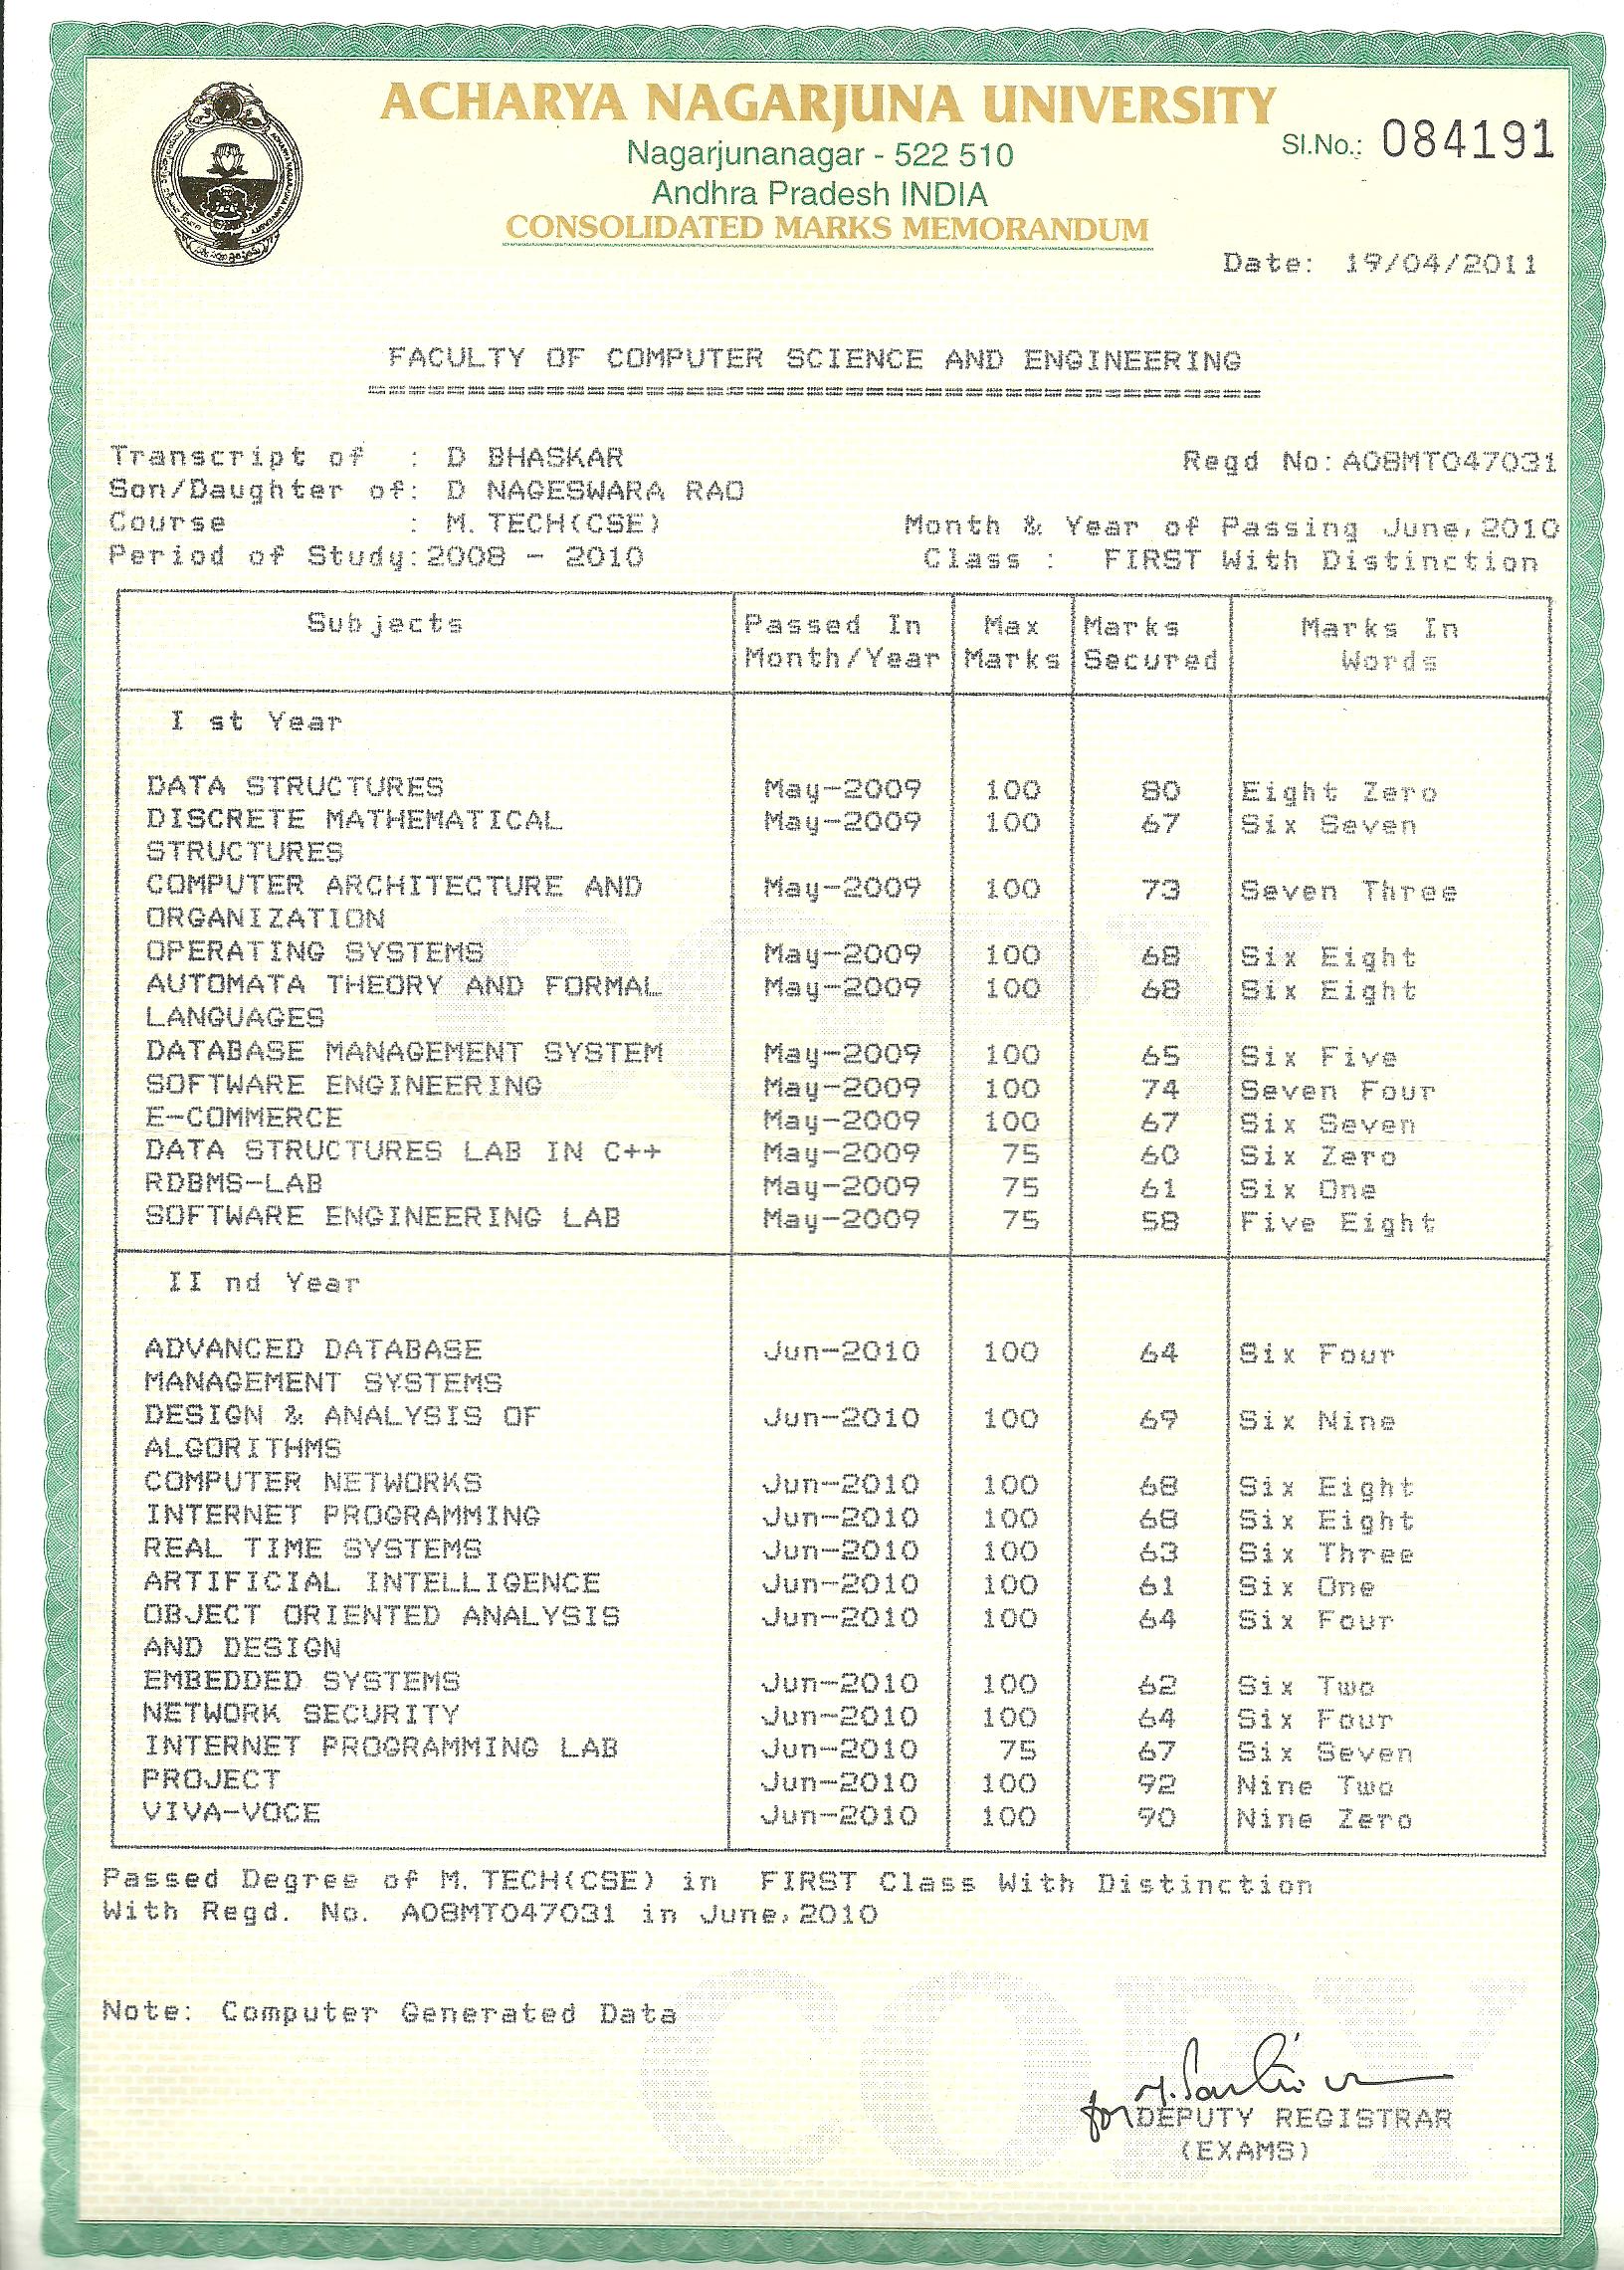 ACHARYA NAGARJUNA UNIVERSITY
Sl.No.: 084191
Nagarjunanagar - 522 510
Andhra Pradesh INDIA
CONSOLIDATED MARKS MEMORANDUM
Date: 19/04/2011
FACULTY OF COMPUTER SCIENCE AND ENGINEERING
Transcript of : D BHASKAR Regd No:A08MT047031
Son/Daughter of: D NAGESWARA RAO
Course : M.TECH(CSE) Month & Year of Passing June,2010
Period of Study:2008 - 2010 Class : FIRST With Distinction
Subjects Passed In Max Marks Marks In
Month/Year Marks Secured Words
I st Year
DATA STRUCTURES May-2009 100 80 Eight Zero
DISCRETE MATHEMATICAL May-2009 100 67 Six Seven
STRUCTURES
COMPUTER ARCHITECTURE AND May-2009 100 73 Seven Three
ORGANIZATION
OPERATING SYSTEMS May-2009 100 68 Six Eight
AUTOMATA THEORY AND FORMAL May-2009 100 68 Six Eight
LANGUAGES
DATABASE MANAGEMENT SYSTEM May-2009 100 65 Six Five
SOFTWARE ENGINEERING May-2009 100 74 Seven Four
E-COMMERCE May-2009 100 67 Six Seven
DATA STRUCTURES LAB IN C++ May-2009 75 60 Six Zero
RDBMS-LAB May-2009 75 61 Six One
SOFTWARE ENGINEERING LAB May-2009 75 58 Five Eight
II nd Year
ADVANCED DATABASE Jun-2010 100 64 Six Four
MANAGEMENT SYSTEMS
DESIGN & ANALYSIS OF Jun-2010 100 69 Six Nine
ALGORITHMS
COMPUTER NETWORKS Jun-2010 100 68 Six Eight
INTERNET PROGRAMMING Jun-2010 100 68 Six Eight
REAL TIME SYSTEMS Jun-2010 100 63 Six Three
ARTIFICIAL INTELLIGENCE Jun-2010 100 61 Six One
OBJECT ORIENTED ANALYSIS Jun-2010 100 64 Six Four
AND DESIGN
EMBEDDED SYSTEMS Jun-2010 100 62 Six Two
NETWORK SECURITY Jun-2010 100 64 Six Four
INTERNET PROGRAMMING LAB Jun-2010 75 67 Six Seven
PROJECT Jun-2010 100 92 Nine Two
VIVA-VOCE Jun-2010 100 90 Nine Zero
Passed Degree of M.TECH(CSE) in FIRST Class With Distinction
With Regd. No. A08MT047031 in June,2010
Note: Computer Generated Data
COPY
for DEPUTY REGISTRAR
(EXAMS)